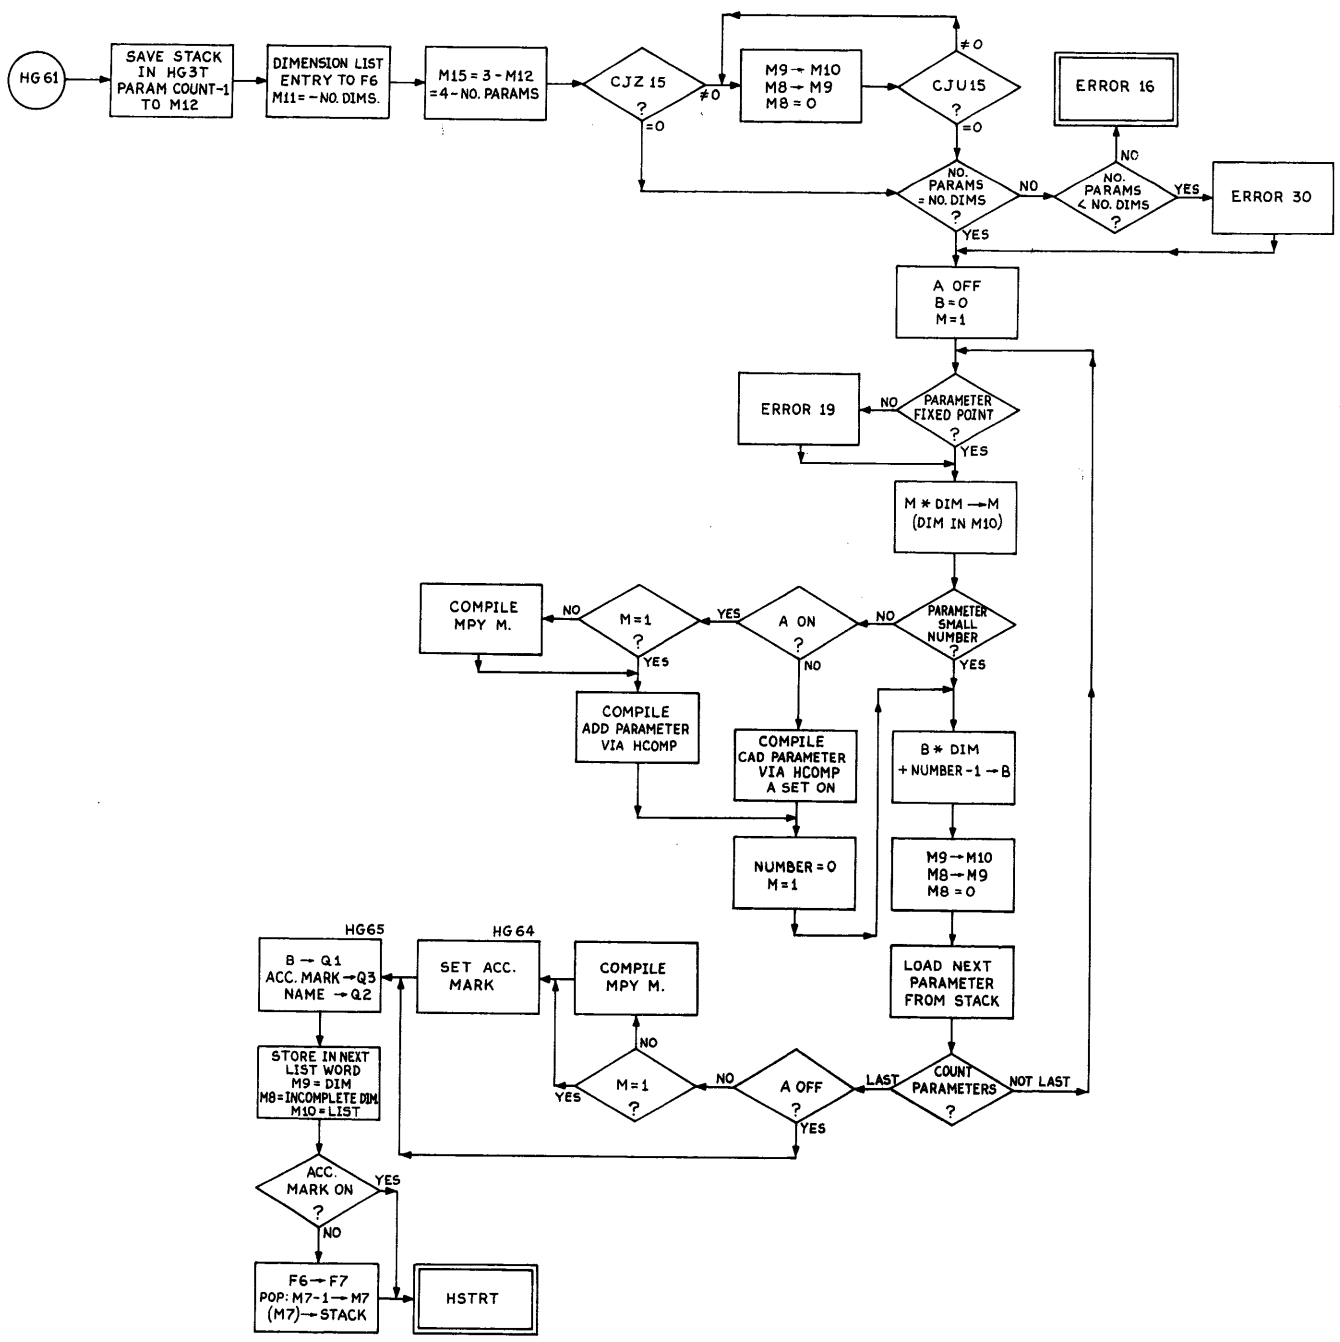 HG61
SAVE STACK
IN HG3T
PARAM COUNT-1
TO M12
DIMENSION LIST
ENTRY TO F6
M11=-NO. DIMS.
M15 = 3 - M12
= 4 - NO. PARAMS
CJZ 15
?
≠0
=0
M9 → M10
M8 → M9
M8 = 0
≠0
CJU15
?
=0
ERROR 16
NO.
PARAMS
= NO. DIMS
?
NO
YES
NO
NO.
PARAMS
< NO. DIMS
?
YES
ERROR 30
A OFF
B=0
M=1
ERROR 19
NO
PARAMETER
FIXED POINT
?
YES
M * DIM → M
(DIM IN M10)
COMPILE
MPY M.
NO
M=1
?
YES
YES
A ON
?
NO
NO
PARAMETER
SMALL
NUMBER
?
YES
COMPILE
ADD PARAMETER
VIA HCOMP
COMPILE
CAD PARAMETER
VIA HCOMP
A SET ON
B * DIM
+ NUMBER-1 → B
NUMBER = 0
M=1
M9→M10
M8→M9
M8=0
HG65
B → Q1
ACC. MARK → Q3
NAME → Q2
HG64
SET ACC.
MARK
COMPILE
MPY M.
LOAD NEXT
PARAMETER
FROM STACK
STORE IN NEXT
LIST WORD
M9 = DIM
M8=INCOMPLETE DIM
M10 = LIST
NO
YES
M=1
?
NO
A OFF
?
YES
LAST
COUNT
PARAMETERS
?
NOT LAST
ACC.
MARK ON
?
YES
NO
F6→F7
POP: M7-1→M7
(M7)→STACK
HSTRT